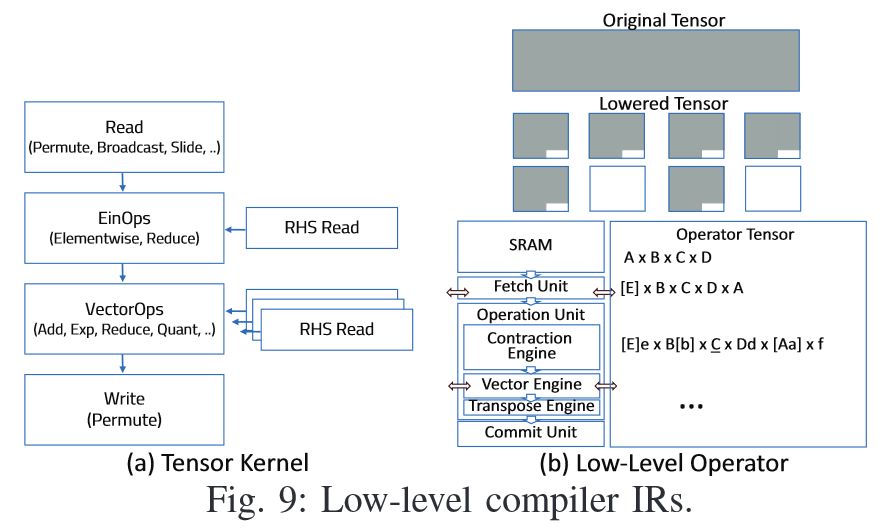 Read
(Permute, Broadcast, Slide, ..)
EinOps
(Elementwise, Reduce)
RHS Read
VectorOps
(Add, Exp, Reduce, Quant, ..)
RHS Read
Write
(Permute)
(a) Tensor Kernel
Original Tensor
Lowered Tensor
SRAM
Fetch Unit
Operation Unit
Contraction
Engine
Vector Engine
Transpose Engine
Commit Unit
Operator Tensor
A x B x C x D
[E] x B x C x D x A
[E]e x B[b] x C x Dd x [Aa] x f
...
(b) Low-Level Operator
Fig. 9: Low-level compiler IRs.